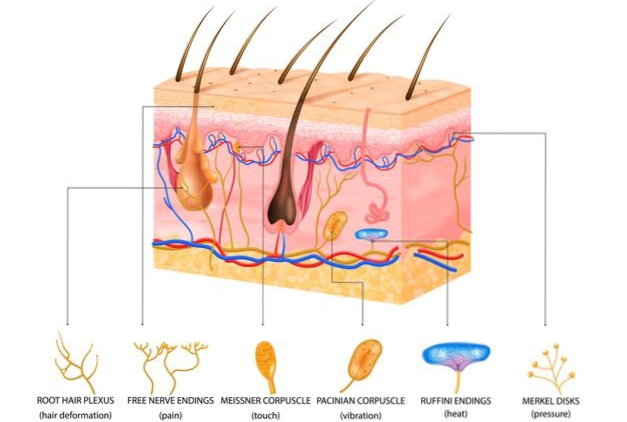 ROOT HAIR PLEXUS
(hair deformation)
FREE NERVE ENDINGS
(pain)
MEISSNER CORPUSCLE
(touch)
PACINIAN CORPUSCLE
(vibration)
RUFFINI ENDINGS
(heat)
MERKEL DISKS
(pressure)